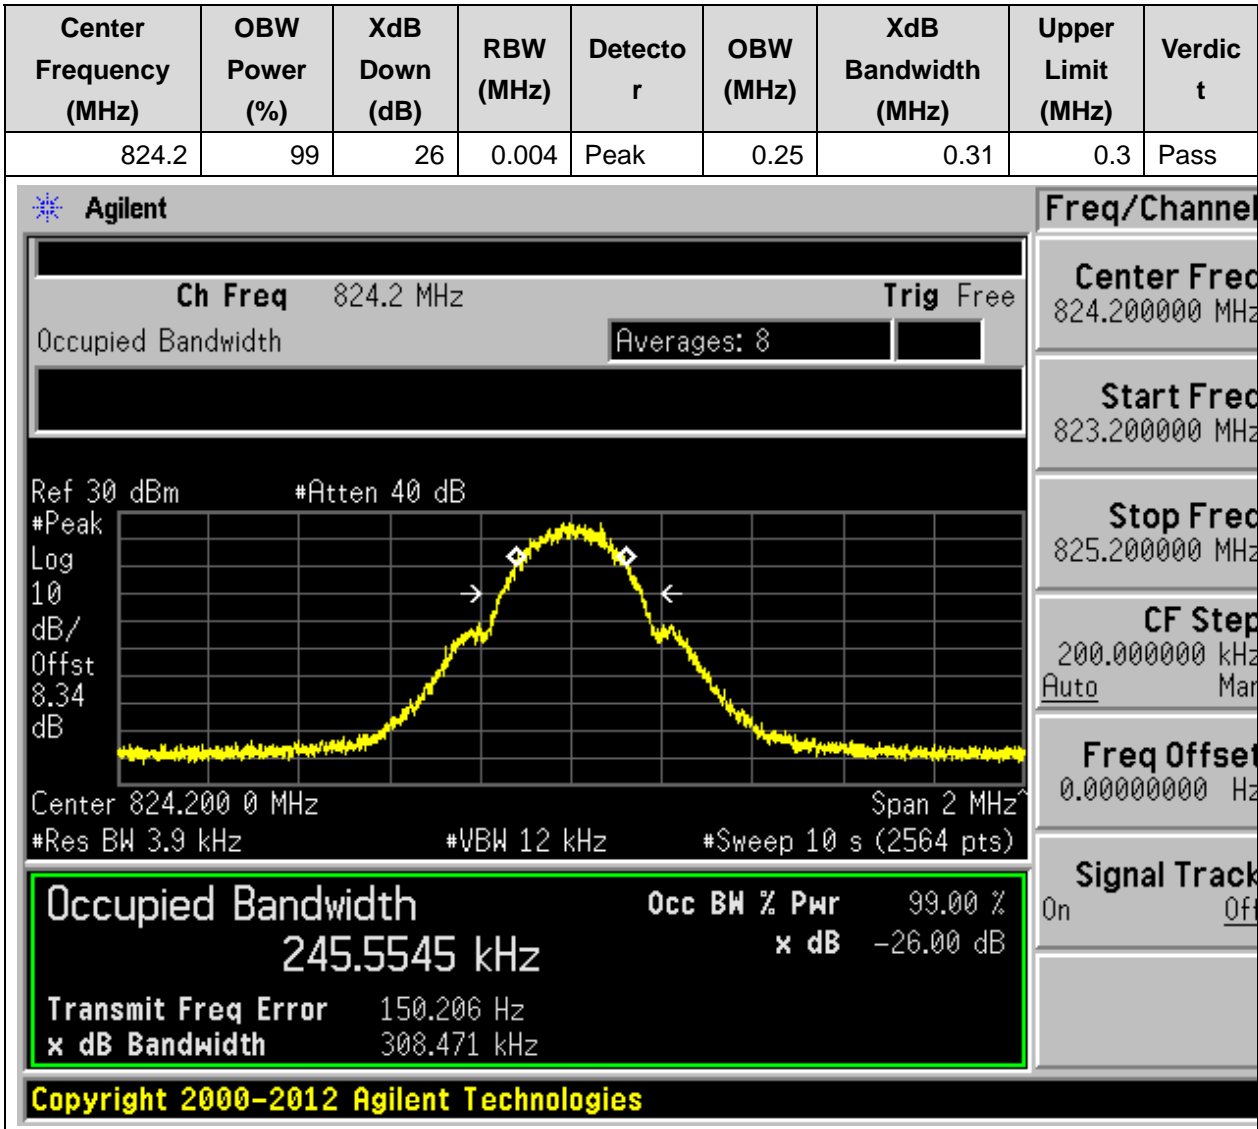 Center Frequency (MHz) OBW Power (%) XdB Down (dB) RBW (MHz) Detector OBW (MHz) XdB Bandwidth (MHz) Upper Limit (MHz) Verdict
824.2 99 26 0.004 Peak 0.25 0.31 0.3 Pass
Agilent
Freq/Channel
Ch Freq 824.2 MHz Trig Free
Occupied Bandwidth Averages: 8
Ref 30 dBm #Atten 40 dB
#Peak
Log
10
dB/
Offst
8.34
dB
Center 824.200 0 MHz Span 2 MHz^
#Res BW 3.9 kHz #VBW 12 kHz #Sweep 10 s (2564 pts)
Occupied Bandwidth Occ BW % Pwr 99.00 %
245.5545 kHz x dB -26.00 dB
Transmit Freq Error 150.206 Hz
x dB Bandwidth 308.471 kHz
Copyright 2000-2012 Agilent Technologies
Center Freq
824.200000 MHz
Start Freq
823.200000 MHz
Stop Freq
825.200000 MHz
CF Step
200.000000 kHz
Auto Man
Freq Offset
0.00000000 Hz
Signal Track
On Off